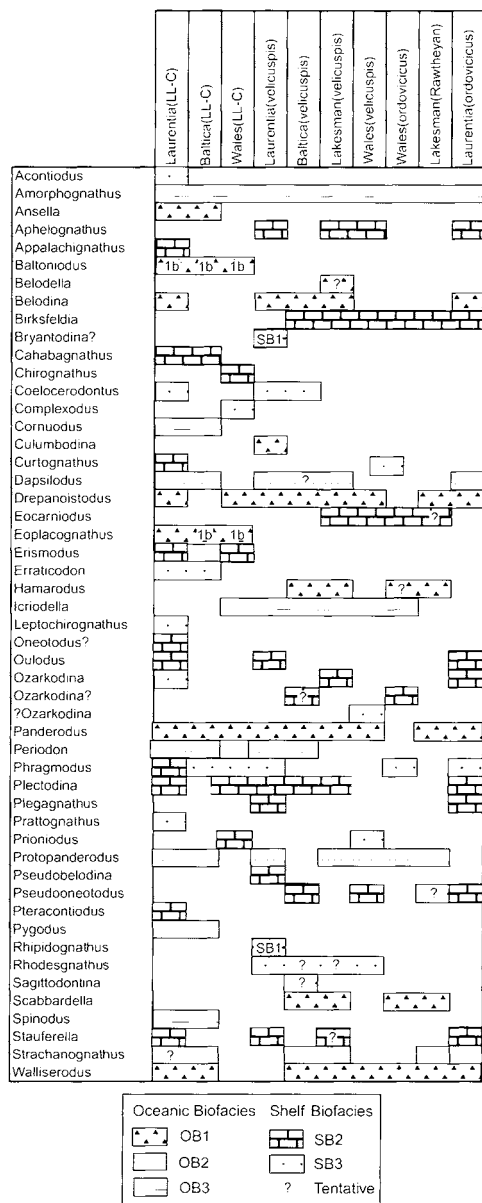 Laurentia(LL-C)
Baltica(LL-C)
Wales(LL-C)
Laurentia(velicuspis)
Baltica(velicuspis)
Lakesman(velicuspis)
Wales(velicuspis)
Wales(ordovicicus)
Lakesman(Rawtheyan)
Laurentia(ordovicicus)
Acontiodus
Amorphognathus
Ansella
Aphelognathus
Appalachignathus
Baltoniodus 1b 1b 1b
Belodella ?
Belodina
Birksfeldia
Bryantodina? SB1
Cahabagnathus
Chirognathus
Coelocerodontus
Complexodus
Cornuodus
Culumbodina
Curtognathus
Dapsilodus ?
Drepanoistodus
Eocarniodus ?
Eoplacognathus 1b 1b
Erismodus
Erraticodon
Hamarodus ?
Icriodella
Leptochirognathus
Oneotodus?
Oulodus
Ozarkodina
Ozarkodina? ?
?Ozarkodina
Panderodus
Periodon
Phragmodus
Plectodina
Plegagnathus
Prattognathus
Prioniodus
Protopanderodus
Pseudobelodina
Pseudooneotodus ?
Pteracontiodus
Pygodus
Rhipidognathus SB1
Rhodesgnathus ? ?
Sagittodontina ?
Scabbardella
Spinodus
Stauferella ?
Strachanognathus ?
Walliserodus
Oceanic Biofacies Shelf Biofacies
OB1 SB2
OB2 SB3
OB3 ? Tentative